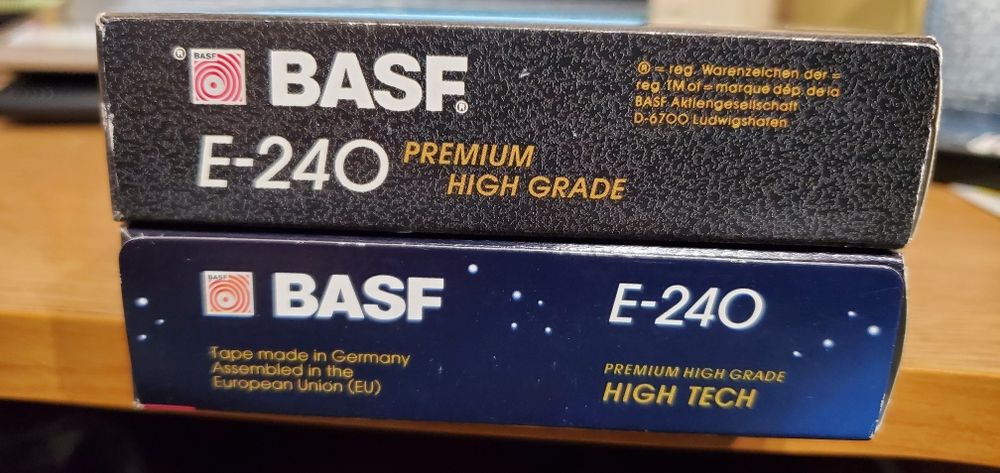 ® BASF BASF®
® = reg. Warenzeichen der =
reg. TM of = marque dép. de la
BASF Aktiengesellschaft
D-6700 Ludwigshafen
E-240 PREMIUM
HIGH GRADE
BASF BASF
E-240
Tape made in Germany
Assembled in the
European Union (EU)
PREMIUM HIGH GRADE
HIGH TECH